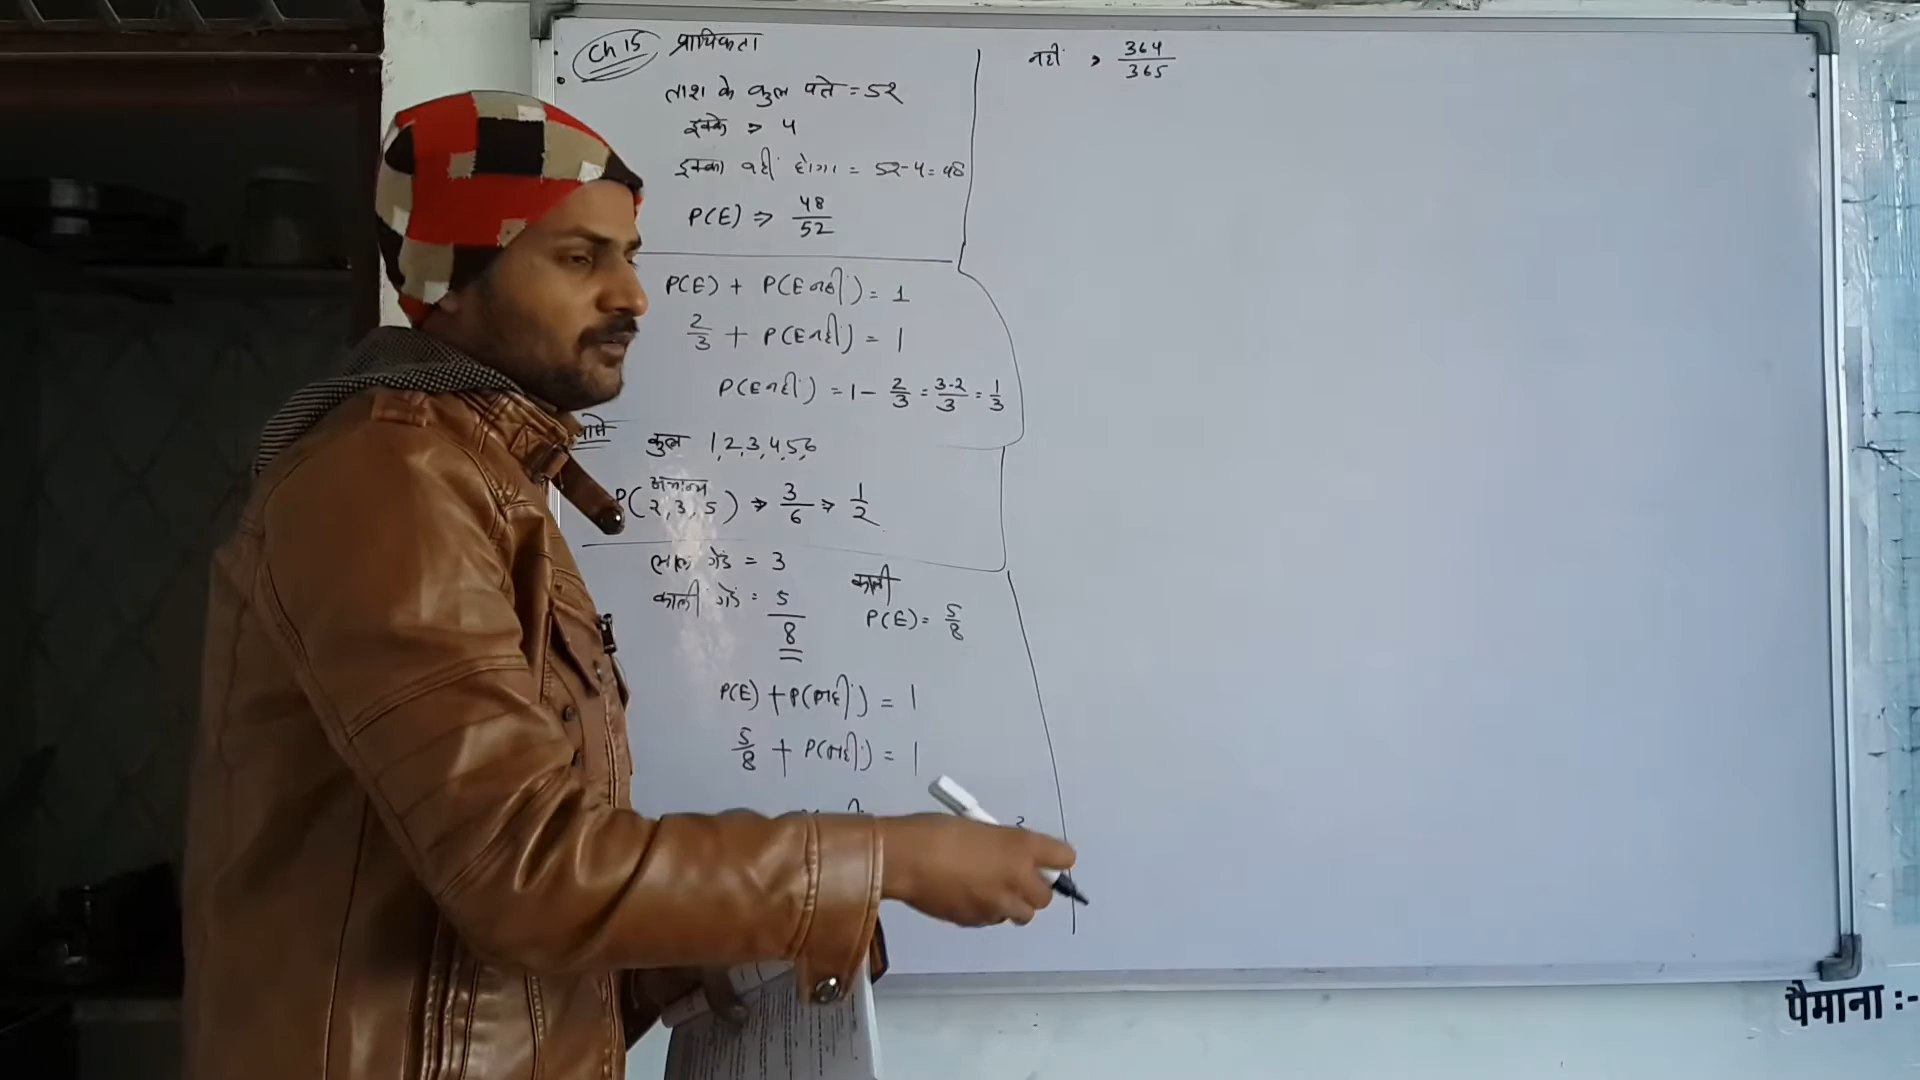 Ch 15 प्रायिकता
ताश के कुल पत्ते = 52
इक्के → 4
इक्का नहीं होगा = 52-4=48
P(E) ⇒ 48/52
P(E) + P(E नहीं) = 1
2/3 + P(E नहीं) = 1
P(E नहीं) = 1 - 2/3 = 3-2/3 = 1/3
कुल 1,2,3,4,5,6
अभाज्य
P(2,3,5) → 3/6 → 1/2
लाल गेंदे = 3
काली गेंदे = 5
8
काली
P(E) = 5/8
P(E) + P(नहीं) = 1
5/8 + P(नहीं) = 1
नहीं → 364/365
पैमाना :-